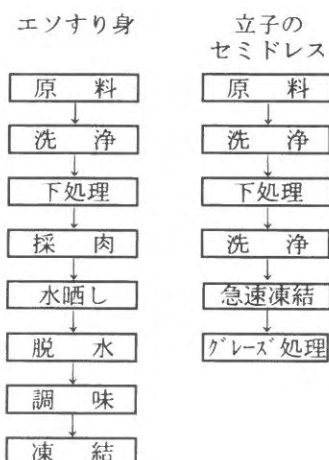 エソすり身
原料
洗浄
下処理
採肉
水晒し
脱水
調味
凍結
立子の
セミドレス
原料
洗浄
下処理
洗浄
急速凍結
グレーズ処理